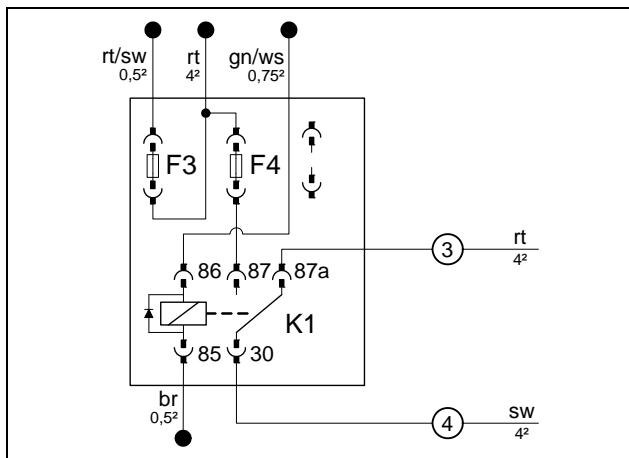 rt/sw
0,5²
rt
4²
gn/ws
0,75²
F3
F4
86
87
87a
3
rt
4²
K1
85
30
br
0,5²
4
sw
4²